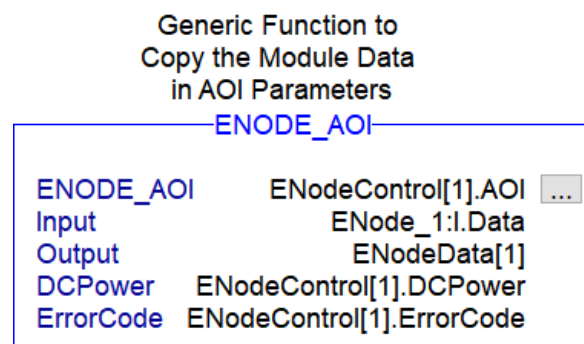 Generic Function to
Copy the Module Data
in AOI Parameters
ENODE_AOI
ENODE_AOI ENodeControl[1].AOI ...
Input ENode_1:I.Data
Output ENodeData[1]
DCPower ENodeControl[1].DCPower
ErrorCode ENodeControl[1].ErrorCode